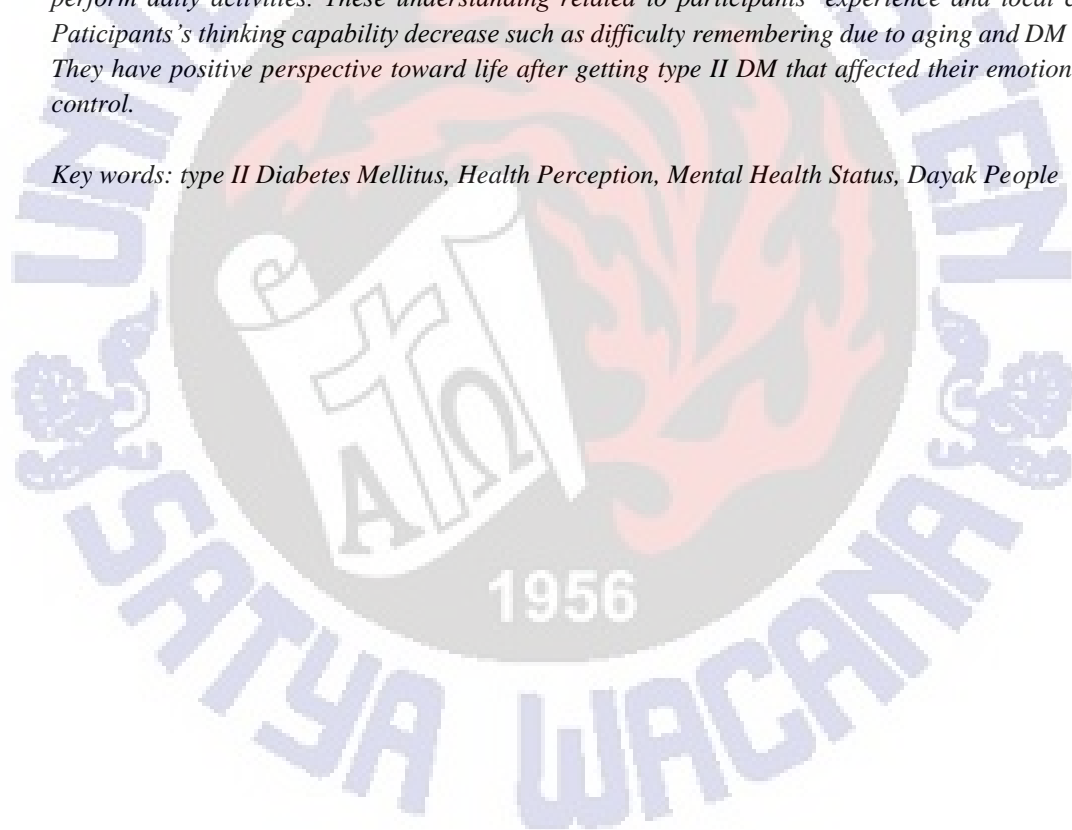 perform daily activities. These understanding related to participants' experience and local c
Paticipants's thinking capability decrease such as difficulty remembering due to aging and DM
They have positive perspective toward life after getting type II DM that affected their emotion
control.
Key words: type II Diabetes Mellitus, Health Perception, Mental Health Status, Dayak People
A Ω
1956
SATYA WACANA